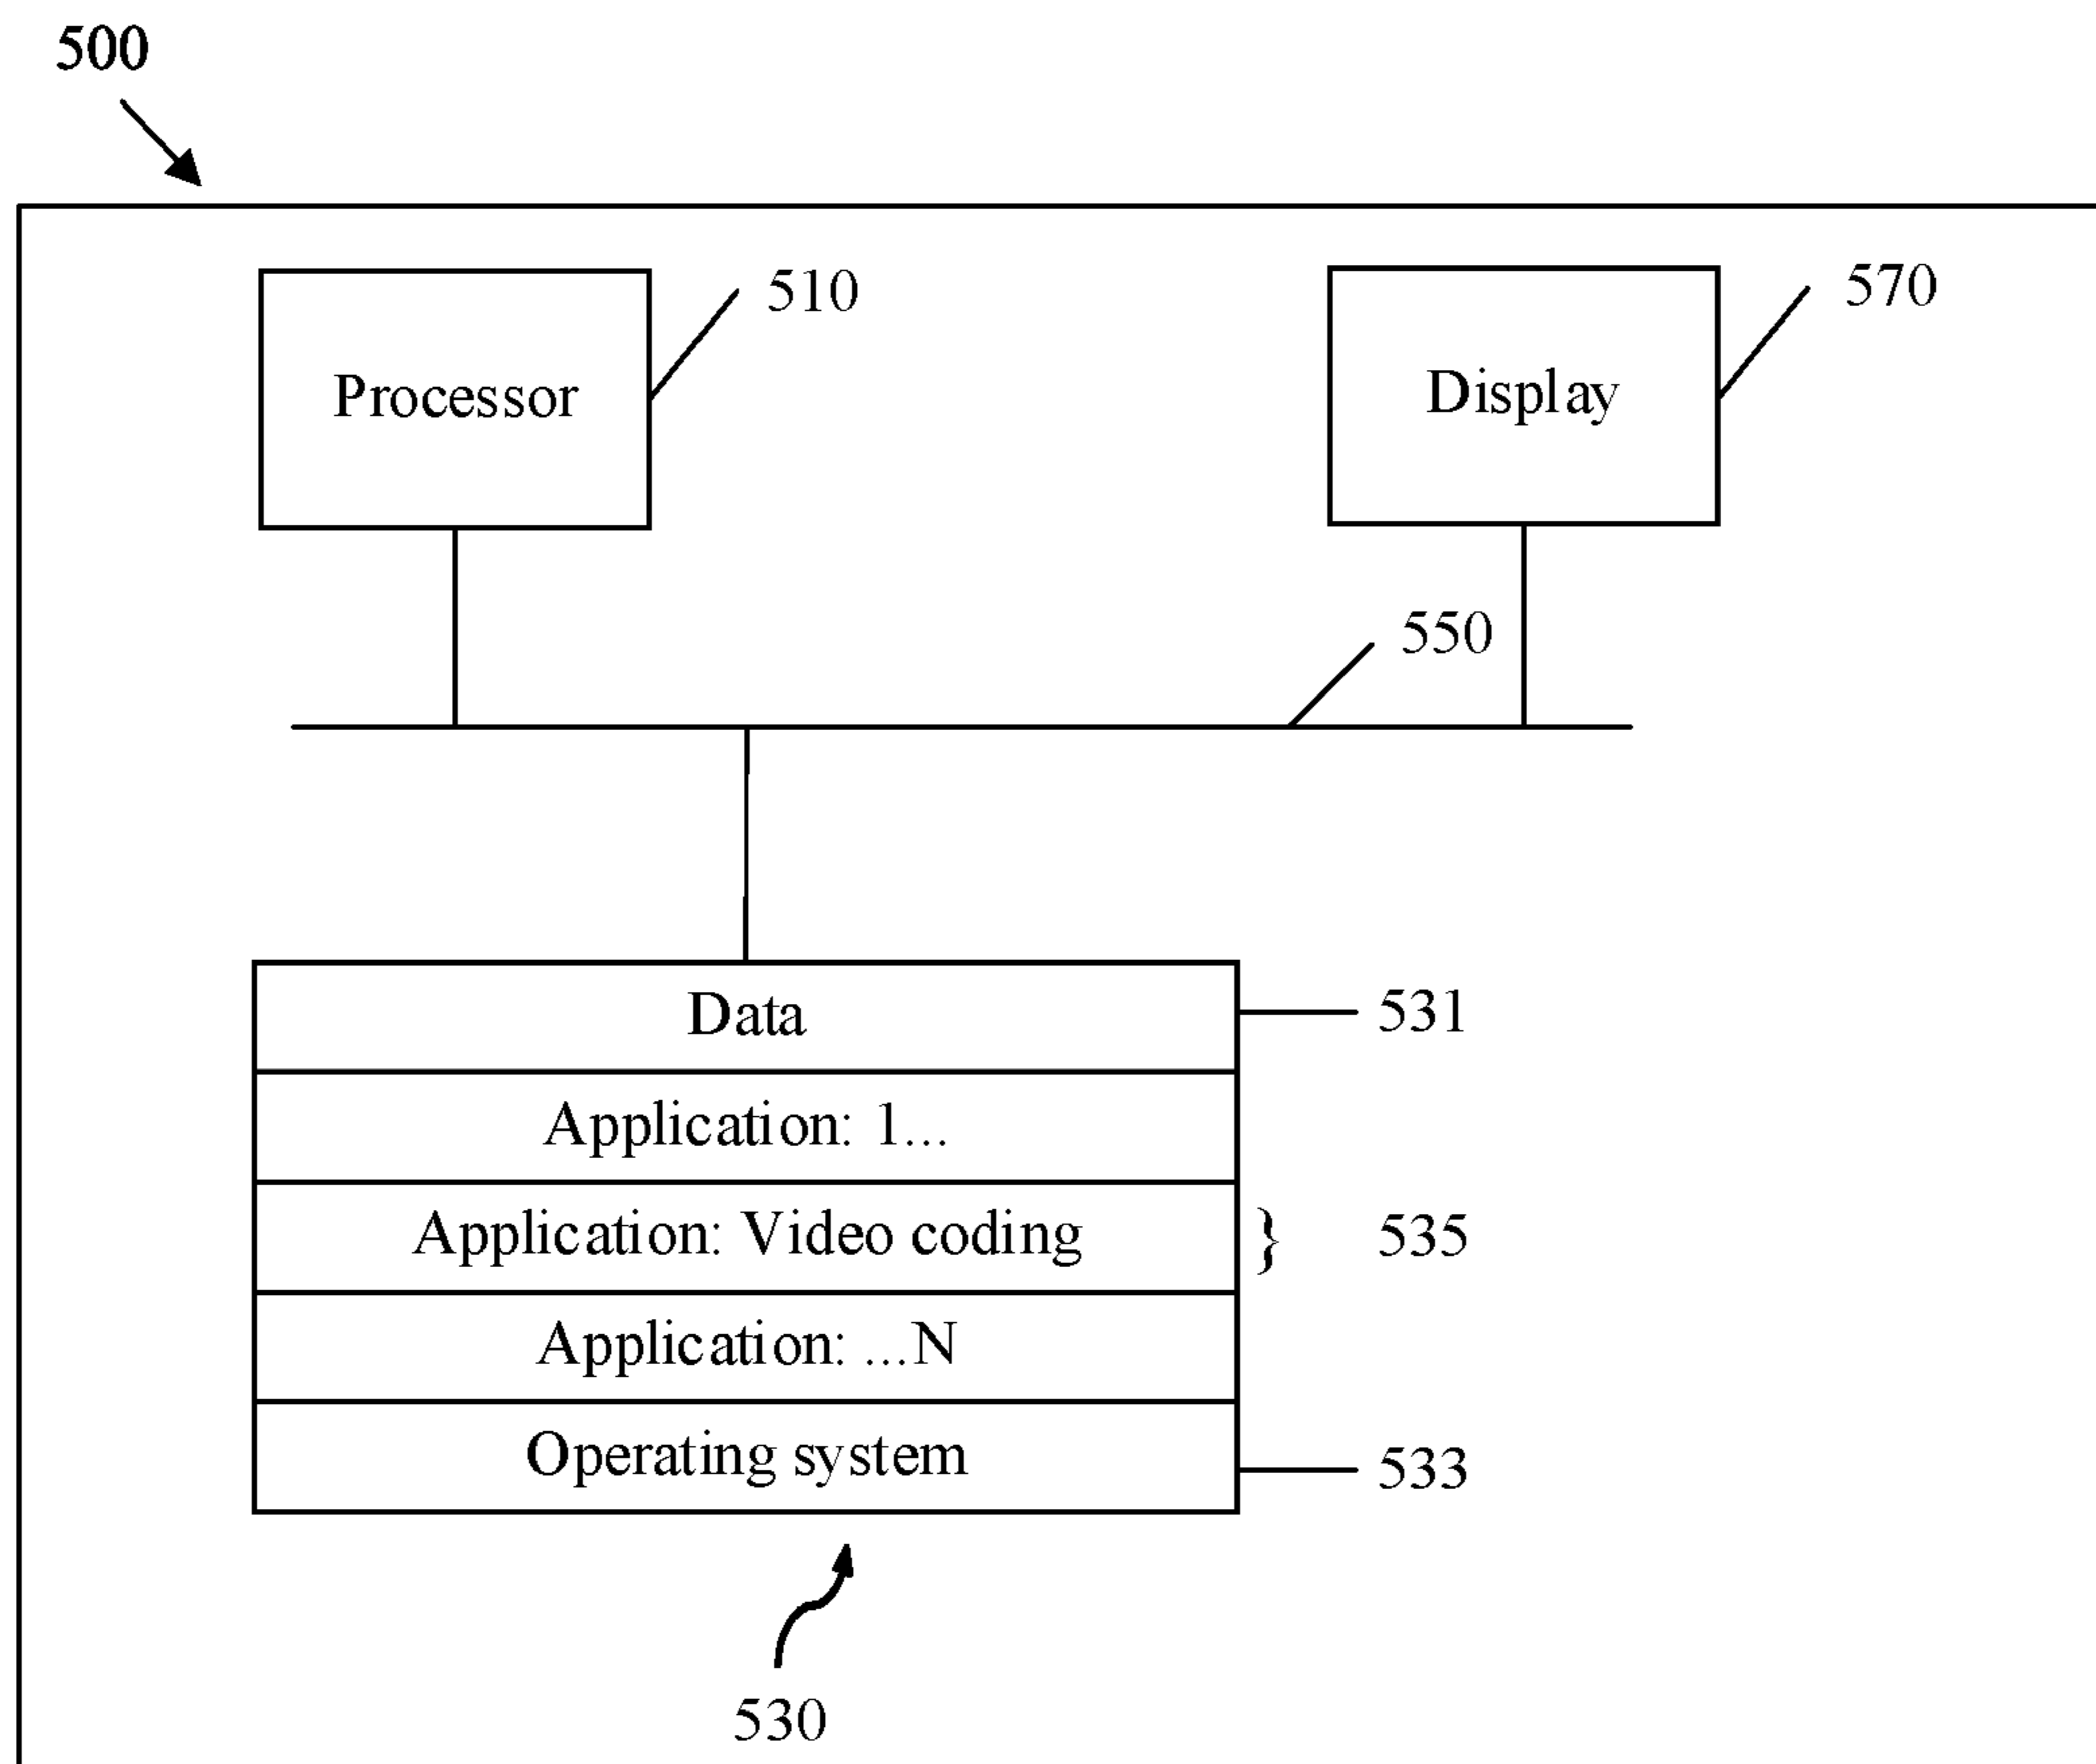 500
Processor
510
Display
570
550
Data
531
Application: 1...
Application: Video coding
} 535
Application: ...N
Operating system
533
530